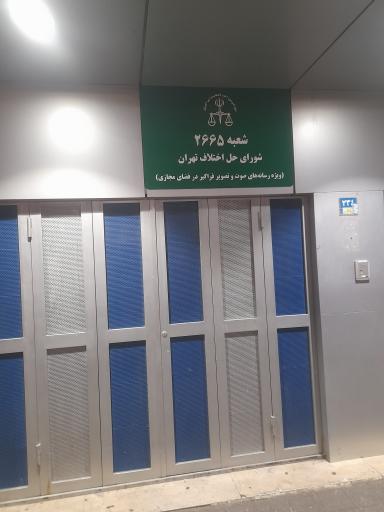 شعبه ۲۶۶۵
شورای حل اختلاف تهران
(ویژه رسانه‌های صوت و تصویر فراگیر در فضای مجازی)